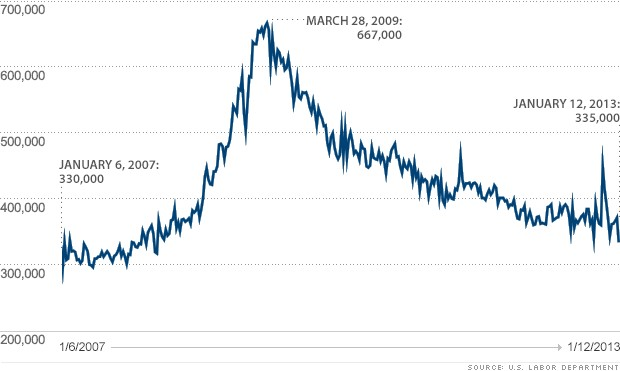 700,000
MARCH 28, 2009:
667,000
600,000
JANUARY 12, 2013:
335,000
500,000
JANUARY 6, 2007:
330,000
400,000
300,000
200,000
1/6/2007
1/12/2013
SOURCE: U.S. LABOR DEPARTMENT